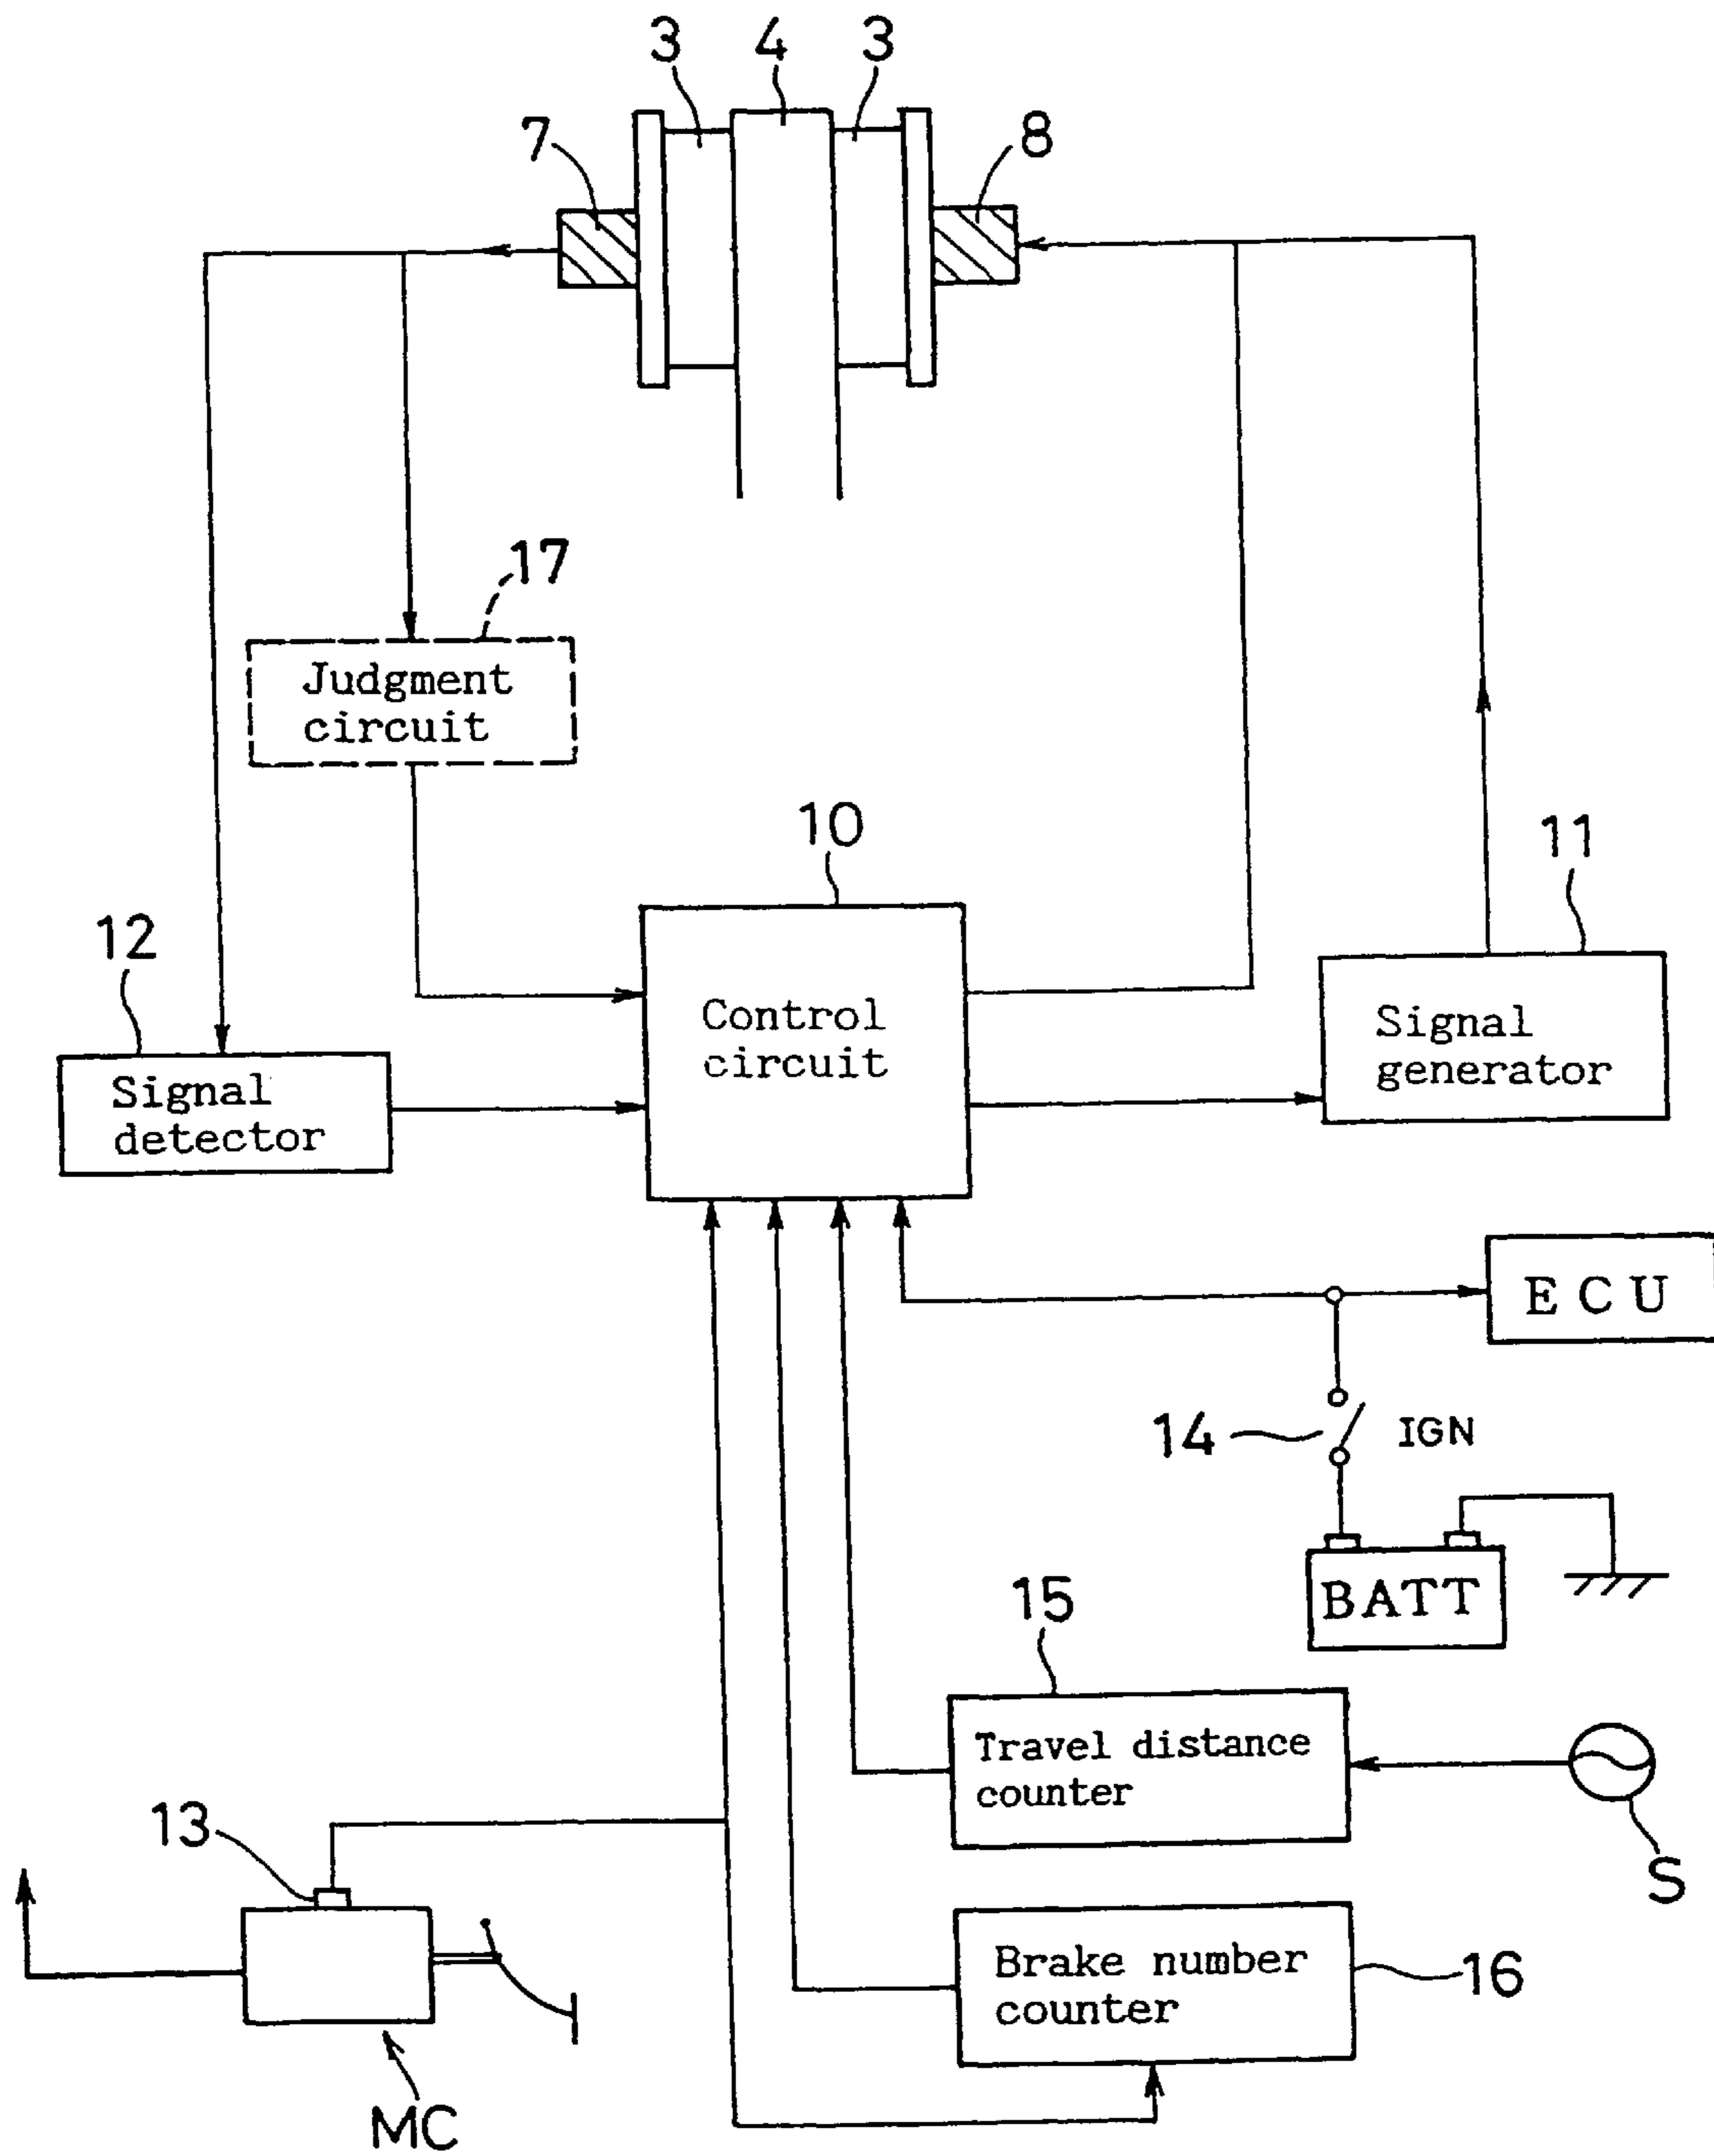 3 4 3
7 8
17
Judgment
circuit
10
11
12
Control
circuit
Signal
generator
Signal
detector
ECU
14 IGN
BATT
15
Travel distance
counter
13
S
Brake number
counter
16
MC